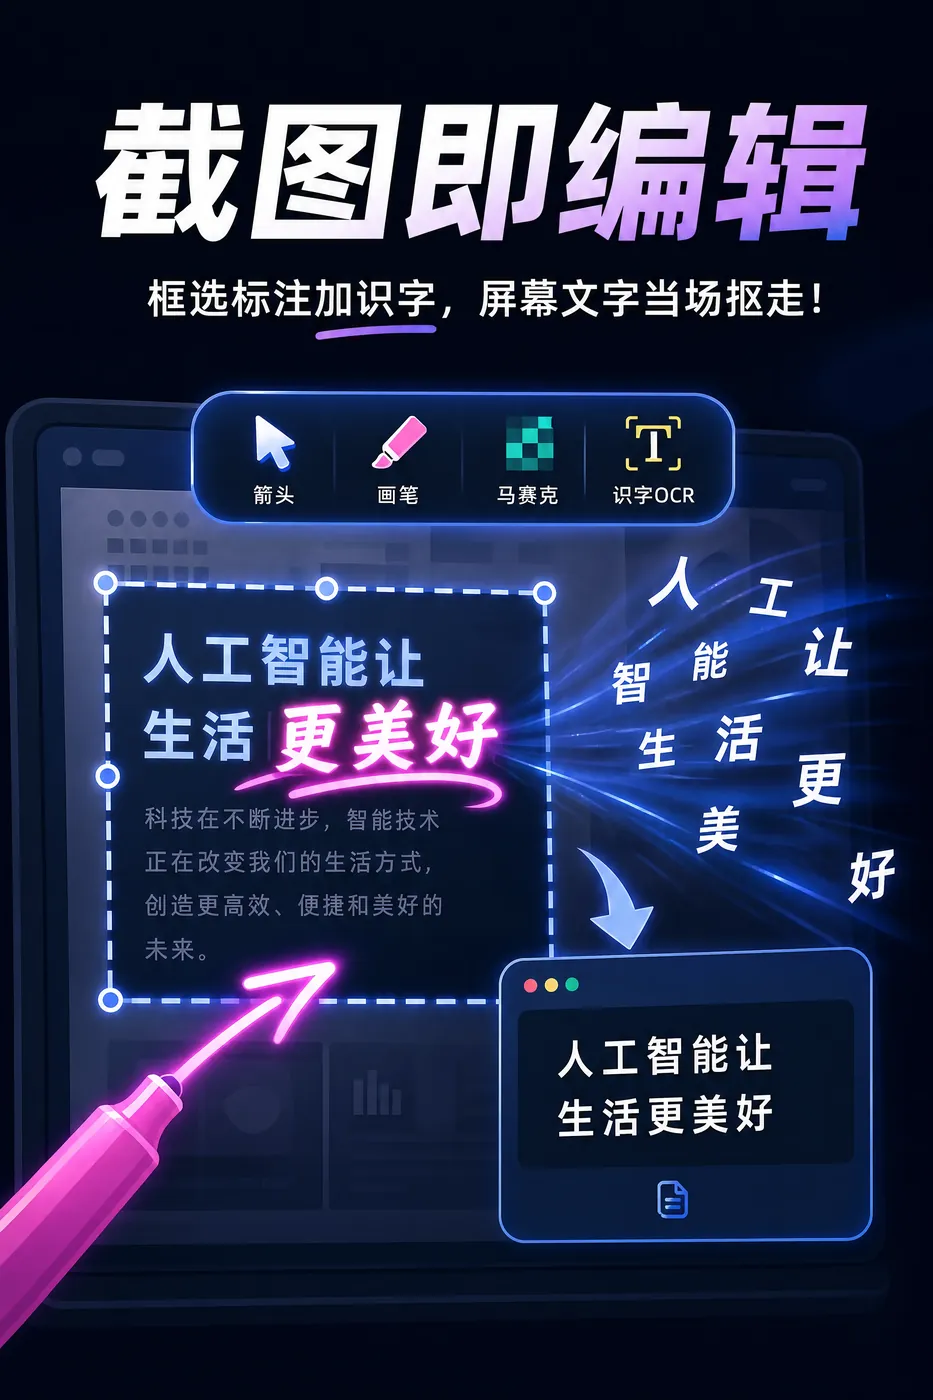 截图即编辑
框选标注加识字，屏幕文字当场抠走！
箭头
画笔
马赛克
识字OCR
T
人工智能让
生活更美好
科技在不断进步，智能技术
正在改变我们的生活方式，
创造更高效、便捷和美好的
未来。
人
工
智
能
让
生
活
更
美
好
人工智能让
生活更美好